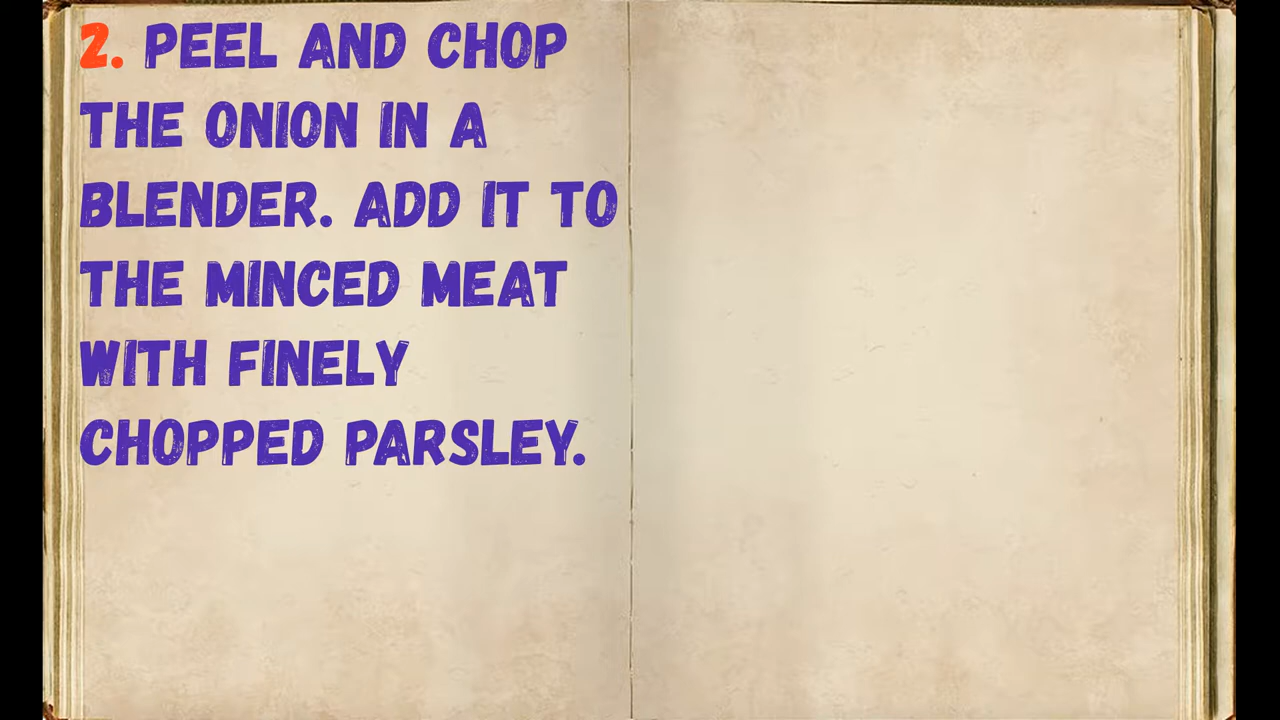 2. PEEL AND CHOP
THE ONION IN A
BLENDER. ADD IT TO
THE MINCED MEAT
WITH FINELY
CHOPPED PARSLEY.